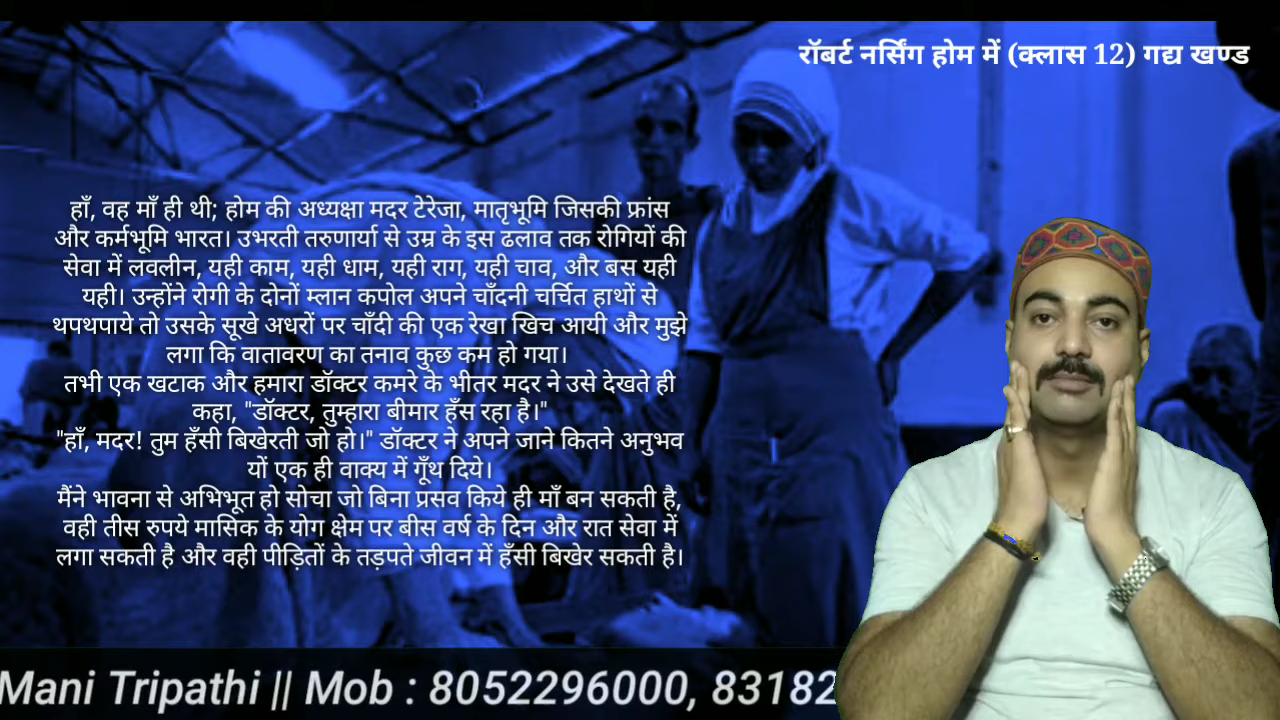 रॉबर्ट नर्सिंग होम में (क्लास 12) गद्य खण्ड
हाँ, वह माँ ही थी; होम की अध्यक्षा मदर टेरेजा, मातृभूमि जिसकी फ्रांस
और कर्मभूमि भारत। उभरती तरुणार्या से उम्र के इस ढलाव तक रोगियों की
सेवा में लवलीन, यही काम, यही धाम, यही राग, यही चाव, और बस यही
यही। उन्होंने रोगी के दोनों म्लान कपोल अपने चाँदनी चर्चित हाथों से
थपथपाये तो उसके सूखे अधरों पर चाँदी की एक रेखा खिच आयी और मुझे
लगा कि वातावरण का तनाव कुछ कम हो गया।
तभी एक खटाक और हमारा डॉक्टर कमरे के भीतर मदर ने उसे देखते ही
कहा, "डॉक्टर, तुम्हारा बीमार हँस रहा है।"
"हाँ, मदर! तुम हँसी बिखेरती जो हो।" डॉक्टर ने अपने जाने कितने अनुभव
यों एक ही वाक्य में गूँथ दिये।
मैंने भावना से अभिभूत हो सोचा जो बिना प्रसव किये ही माँ बन सकती है,
वही तीस रुपये मासिक के योग क्षेम पर बीस वर्ष के दिन और रात सेवा में
लगा सकती है और वही पीड़ितों के तड़पते जीवन में हँसी बिखेर सकती है।
Mani Tripathi || Mob : 8052296000, 83182